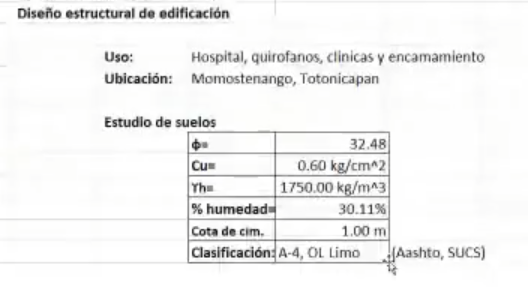 Diseño estructural de edificación
Uso: Hospital, quirofanos, clinicas y encamamiento
Ubicación: Momostenango, Totonicapan
Estudio de suelos
ф= 32.48
Cu= 0.60 kg/cm^2
Yh= 1750.00 kg/m^3
% humedad= 30.11%
Cota de cim. 1.00 m
Clasificación: A-4, OL Limo (Aashto, SUCS)